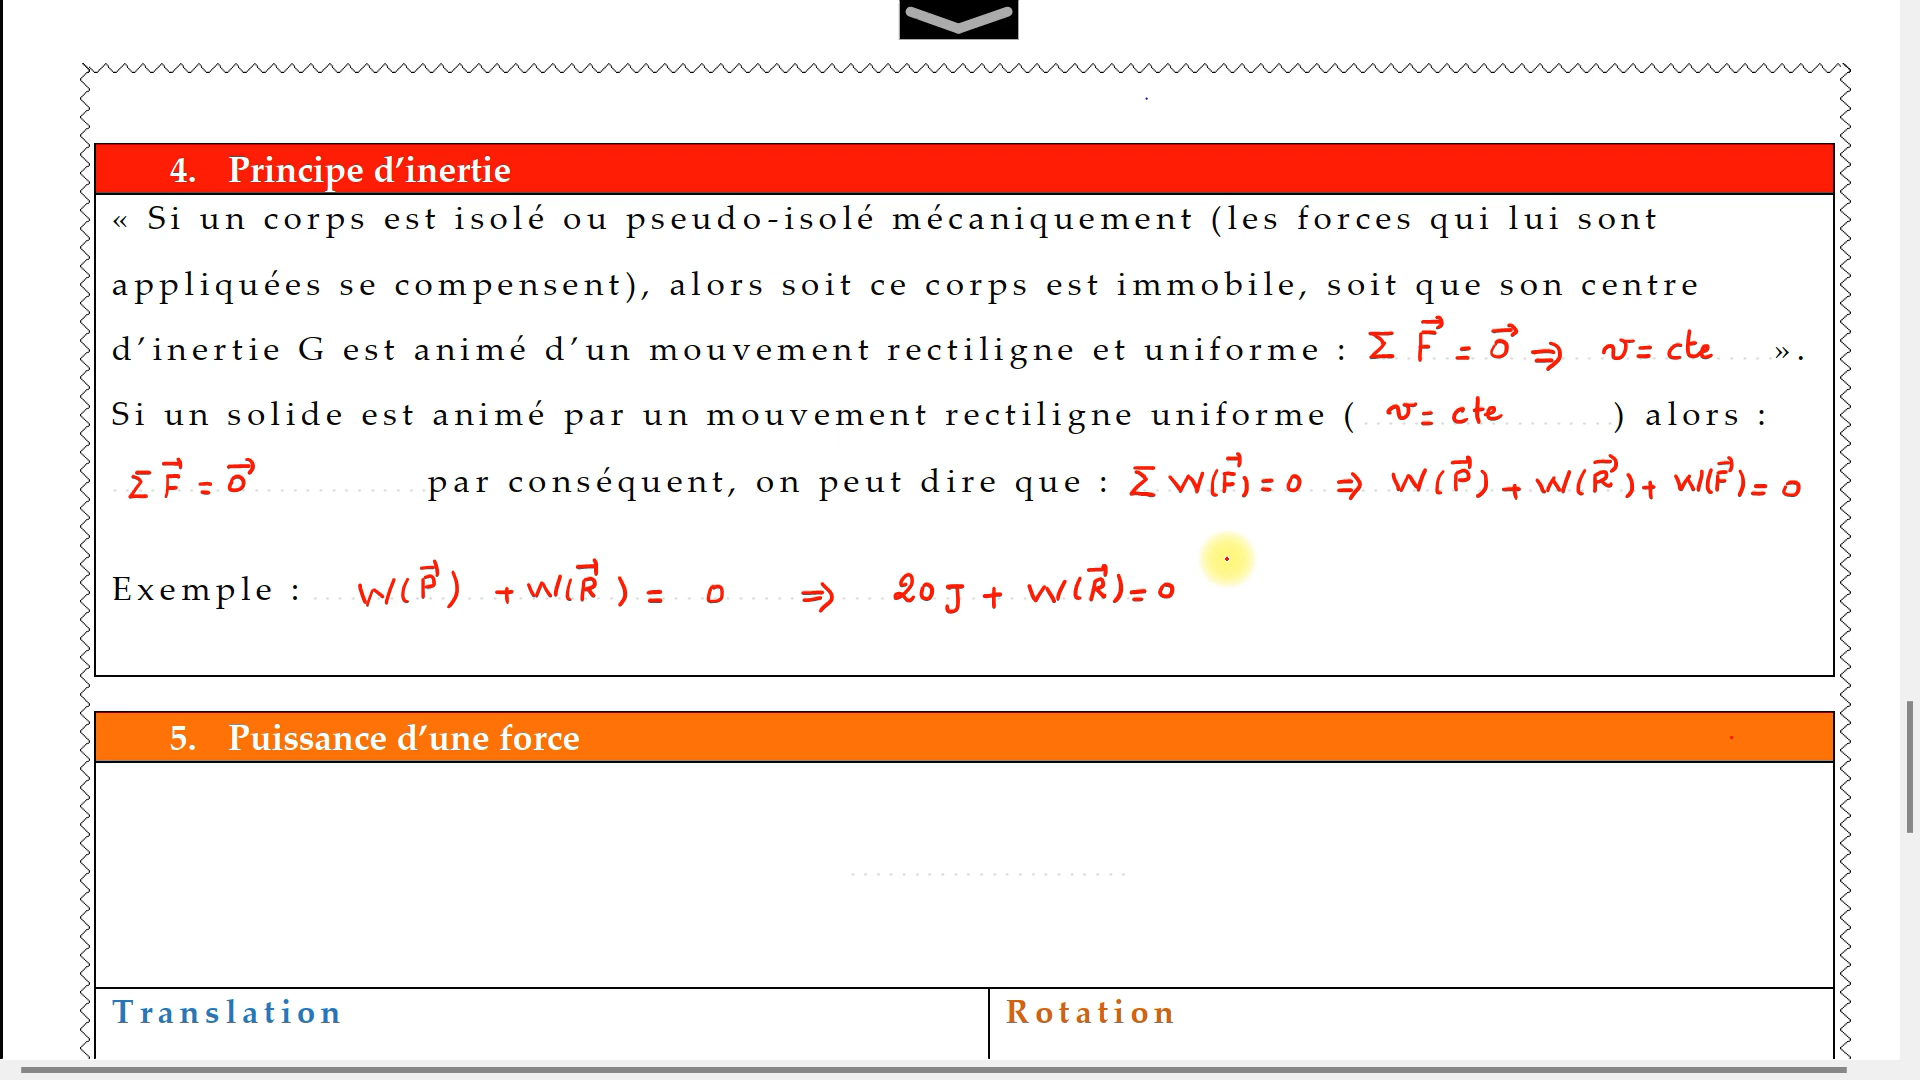 4. Principe d’inertie
« Si un corps est isolé ou pseudo-isolé mécaniquement (les forces qui lui sont
appliquées se compensent), alors soit ce corps est immobile, soit que son centre
d’inertie G est animé d’un mouvement rectiligne et uniforme : Σ F⃗ = 0⃗ ⇒ v = cte ».
Si un solide est animé par un mouvement rectiligne uniforme ( v = cte ) alors :
Σ F⃗ = 0⃗ par conséquent, on peut dire que : Σ W(F⃗) = 0 ⇒ W(P⃗) + W(R⃗) + W(F⃗) = 0
Exemple : W(P⃗) + W(R⃗) = 0 ⇒ 20 J + W(R⃗) = 0
5. Puissance d’une force
Translation
Rotation